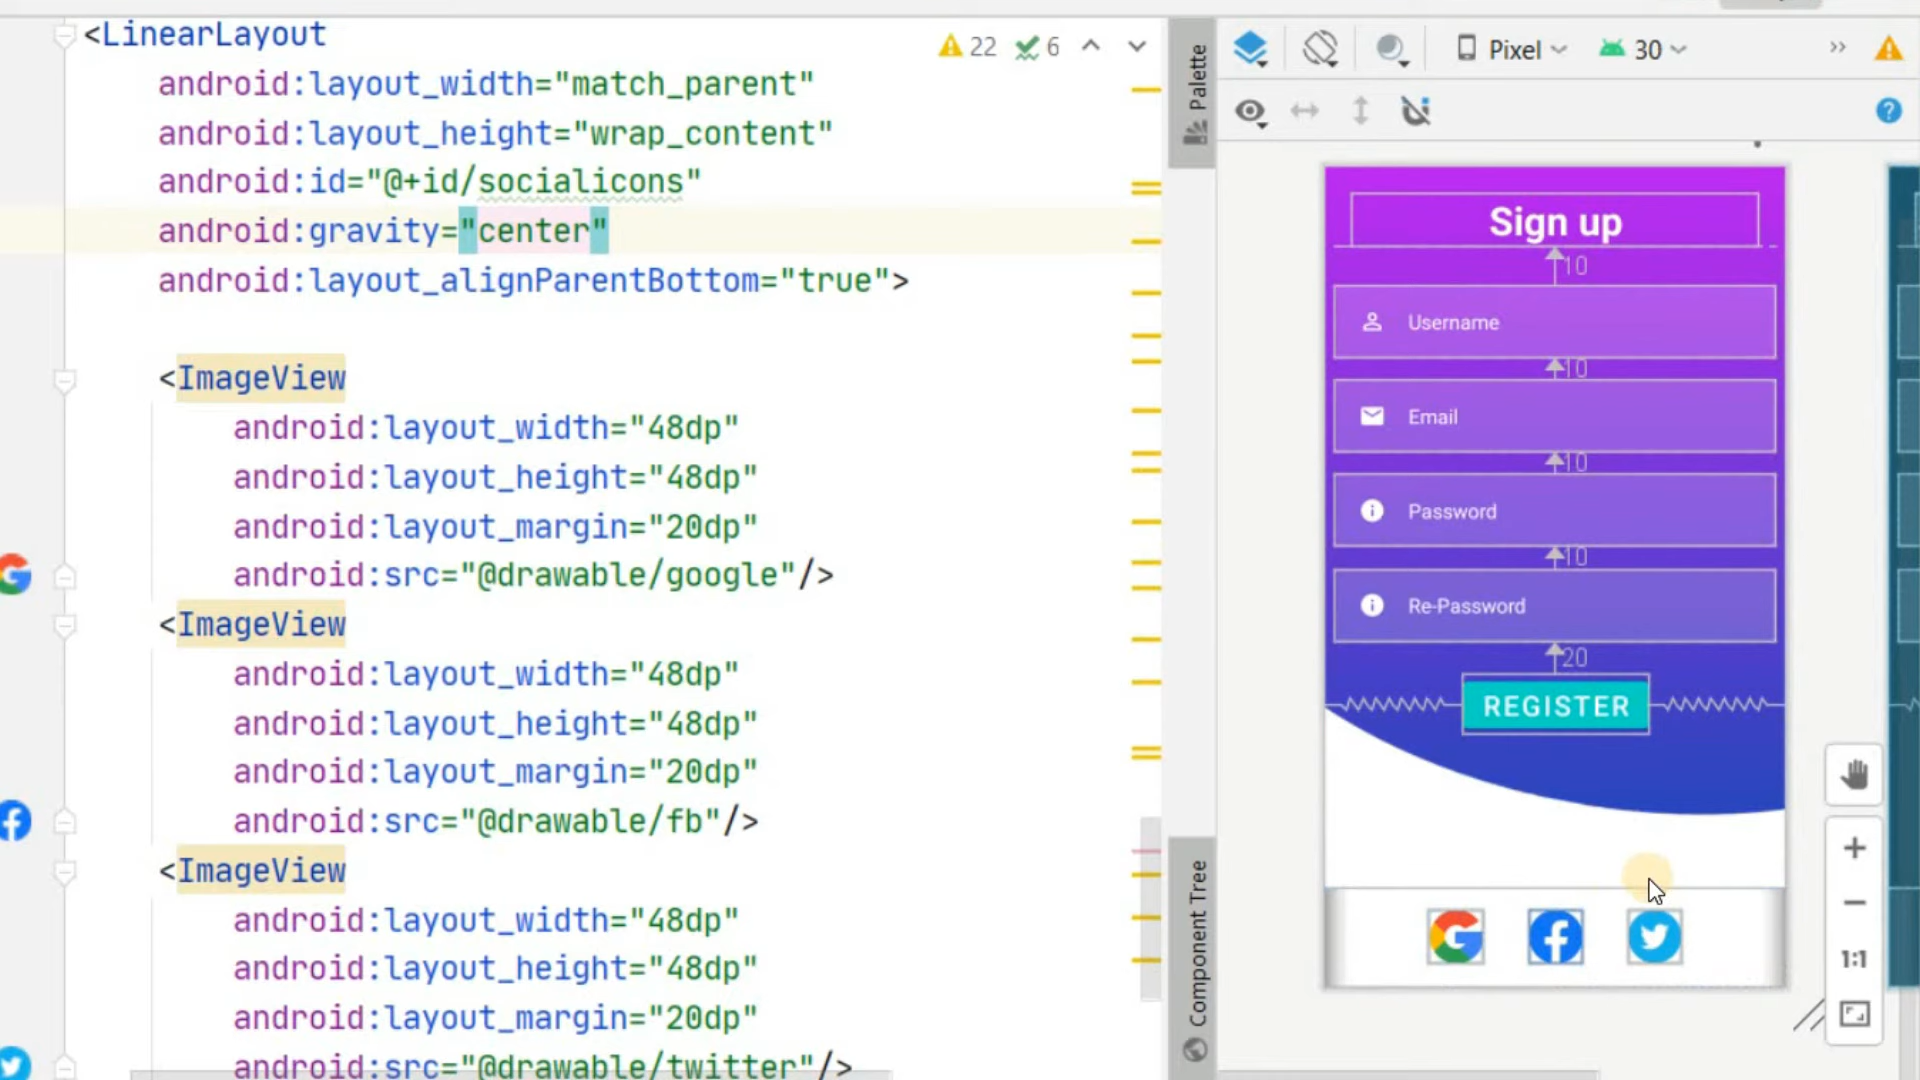 <LinearLayout
android:layout_width="match_parent"
android:layout_height="wrap_content"
android:id="@+id/socialicons"
android:gravity="center"
android:layout_alignParentBottom="true">
<ImageView
android:layout_width="48dp"
android:layout_height="48dp"
android:layout_margin="20dp"
android:src="@drawable/google"/>
<ImageView
android:layout_width="48dp"
android:layout_height="48dp"
android:layout_margin="20dp"
android:src="@drawable/fb"/>
<ImageView
android:layout_width="48dp"
android:layout_height="48dp"
android:layout_margin="20dp"
android:src="@drawable/twitter"/>
22 6
Palette
Component Tree
Pixel 30
Sign up
10
Username
10
Email
10
Password
10
Re-Password
20
REGISTER
1:1